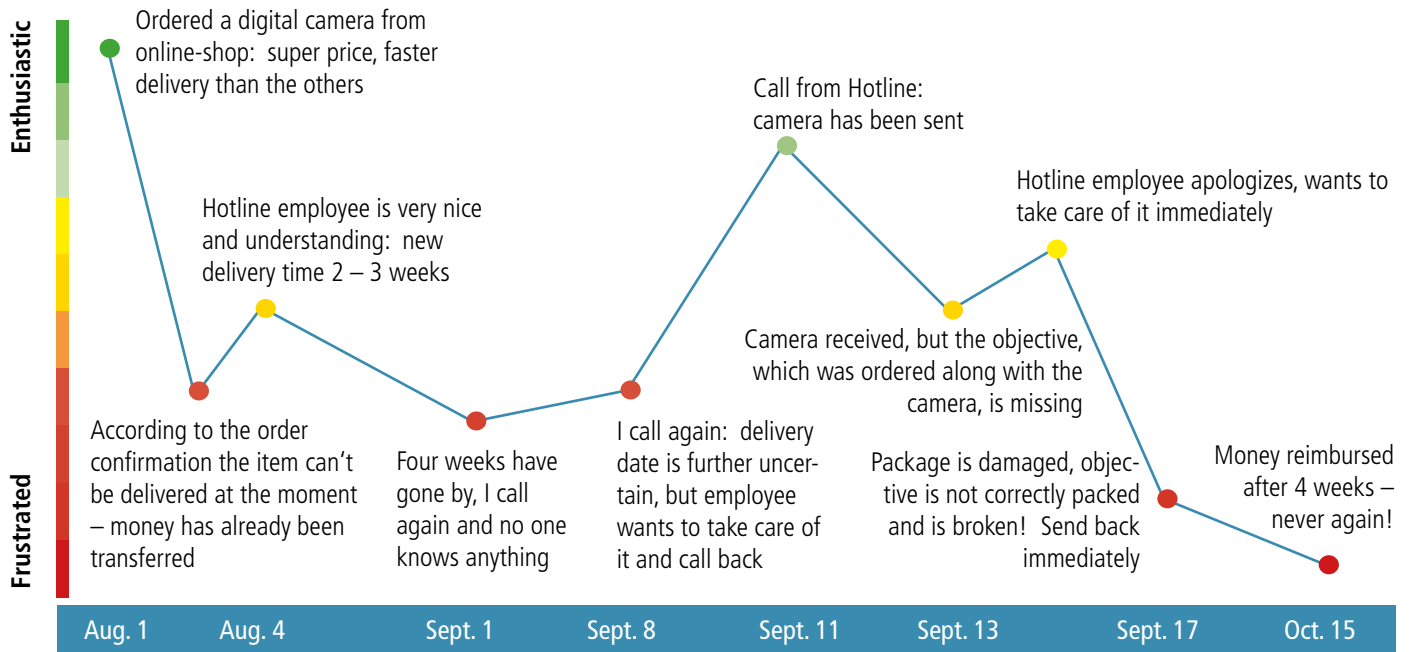 Enthusiastic
Frustrated
Ordered a digital camera from
online-shop: super price, faster
delivery than the others
According to the order
confirmation the item can‘t
be delivered at the moment
– money has already been
transferred
Hotline employee is very nice
and understanding: new
delivery time 2 – 3 weeks
Four weeks have
gone by, I call
again and no one
knows anything
I call again: delivery
date is further uncer-
tain, but employee
wants to take care of
it and call back
Call from Hotline:
camera has been sent
Camera received, but the objective,
which was ordered along with the
camera, is missing
Hotline employee apologizes, wants to
take care of it immediately
Package is damaged, objec-
tive is not correctly packed
and is broken! Send back
immediately
Money reimbursed
after 4 weeks –
never again!
Aug. 1 Aug. 4 Sept. 1 Sept. 8 Sept. 11 Sept. 13 Sept. 17 Oct. 15